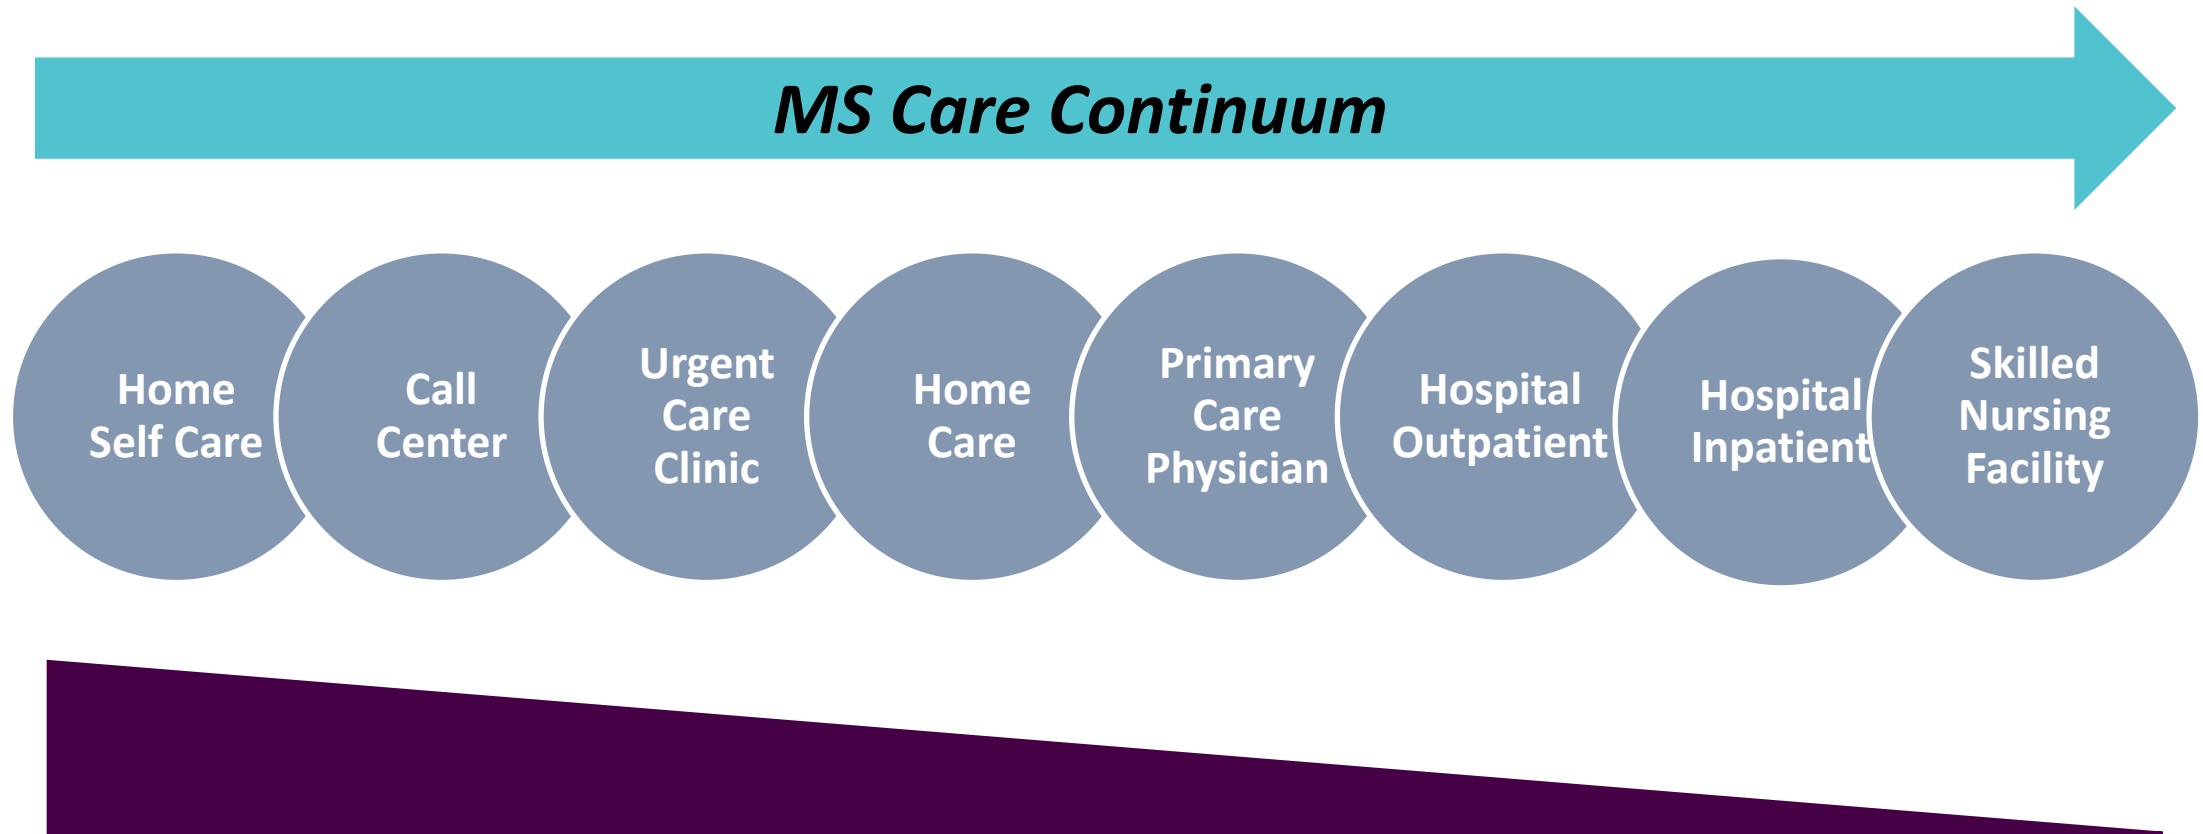 MS Care Continuum
Home
Self Care
Call
Center
Urgent
Care
Clinic
Home
Care
Primary
Care
Physician
Hospital
Outpatient
Hospital
Inpatient
Skilled
Nursing
Facility